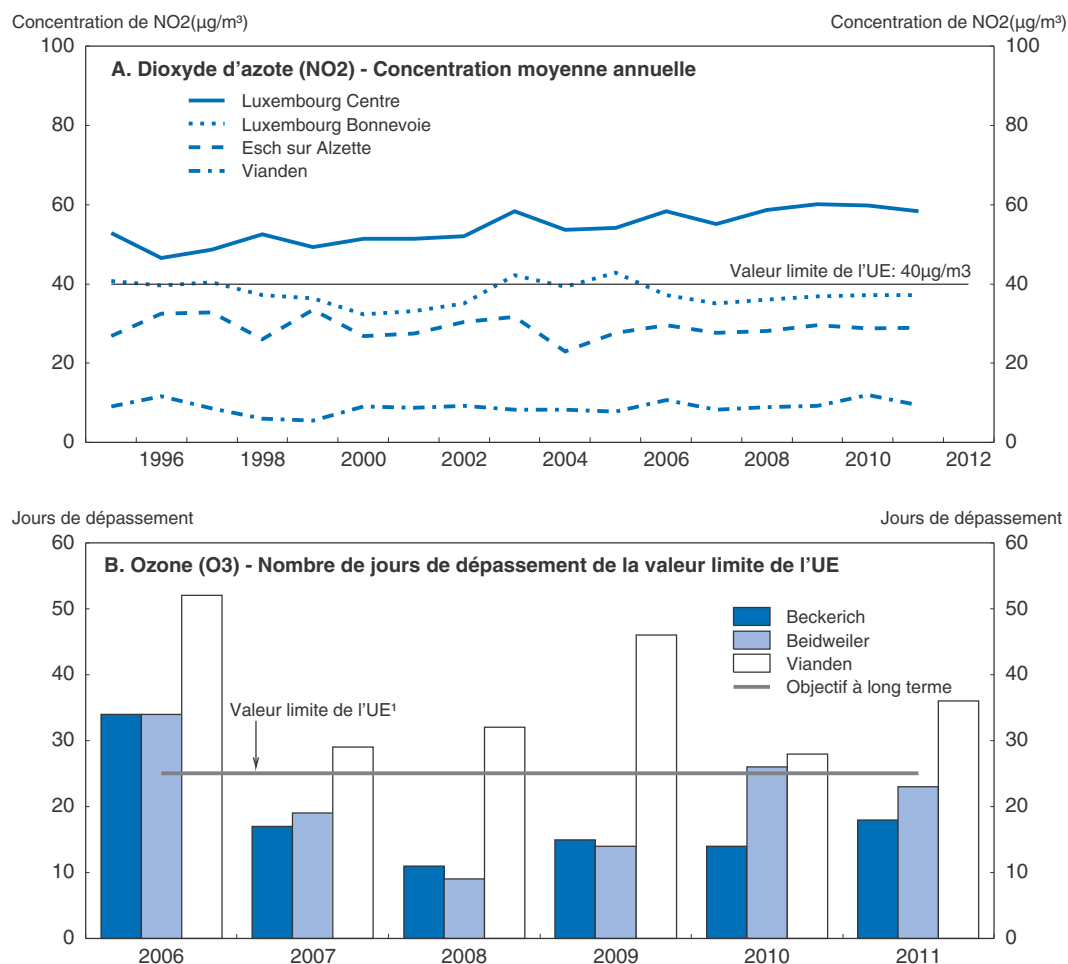 Concentration de NO2(µg/m³) Concentration de NO2(µg/m³)
100 100
A. Dioxyde d'azote (NO2) - Concentration moyenne annuelle
Luxembourg Centre
Luxembourg Bonnevoie
Esch sur Alzette
Vianden
80 80
60 60
Valeur limite de l'UE: 40µg/m3
40 40
20 20
0 0
1996 1998 2000 2002 2004 2006 2008 2010 2012
Jours de dépassement Jours de dépassement
60 60
B. Ozone (O3) - Nombre de jours de dépassement de la valeur limite de l'UE
Beckerich
Beidweiler
Vianden
Objectif à long terme
50 50
40 40
Valeur limite de l'UE¹
30 30
20 20
10 10
0 0
2006 2007 2008 2009 2010 2011